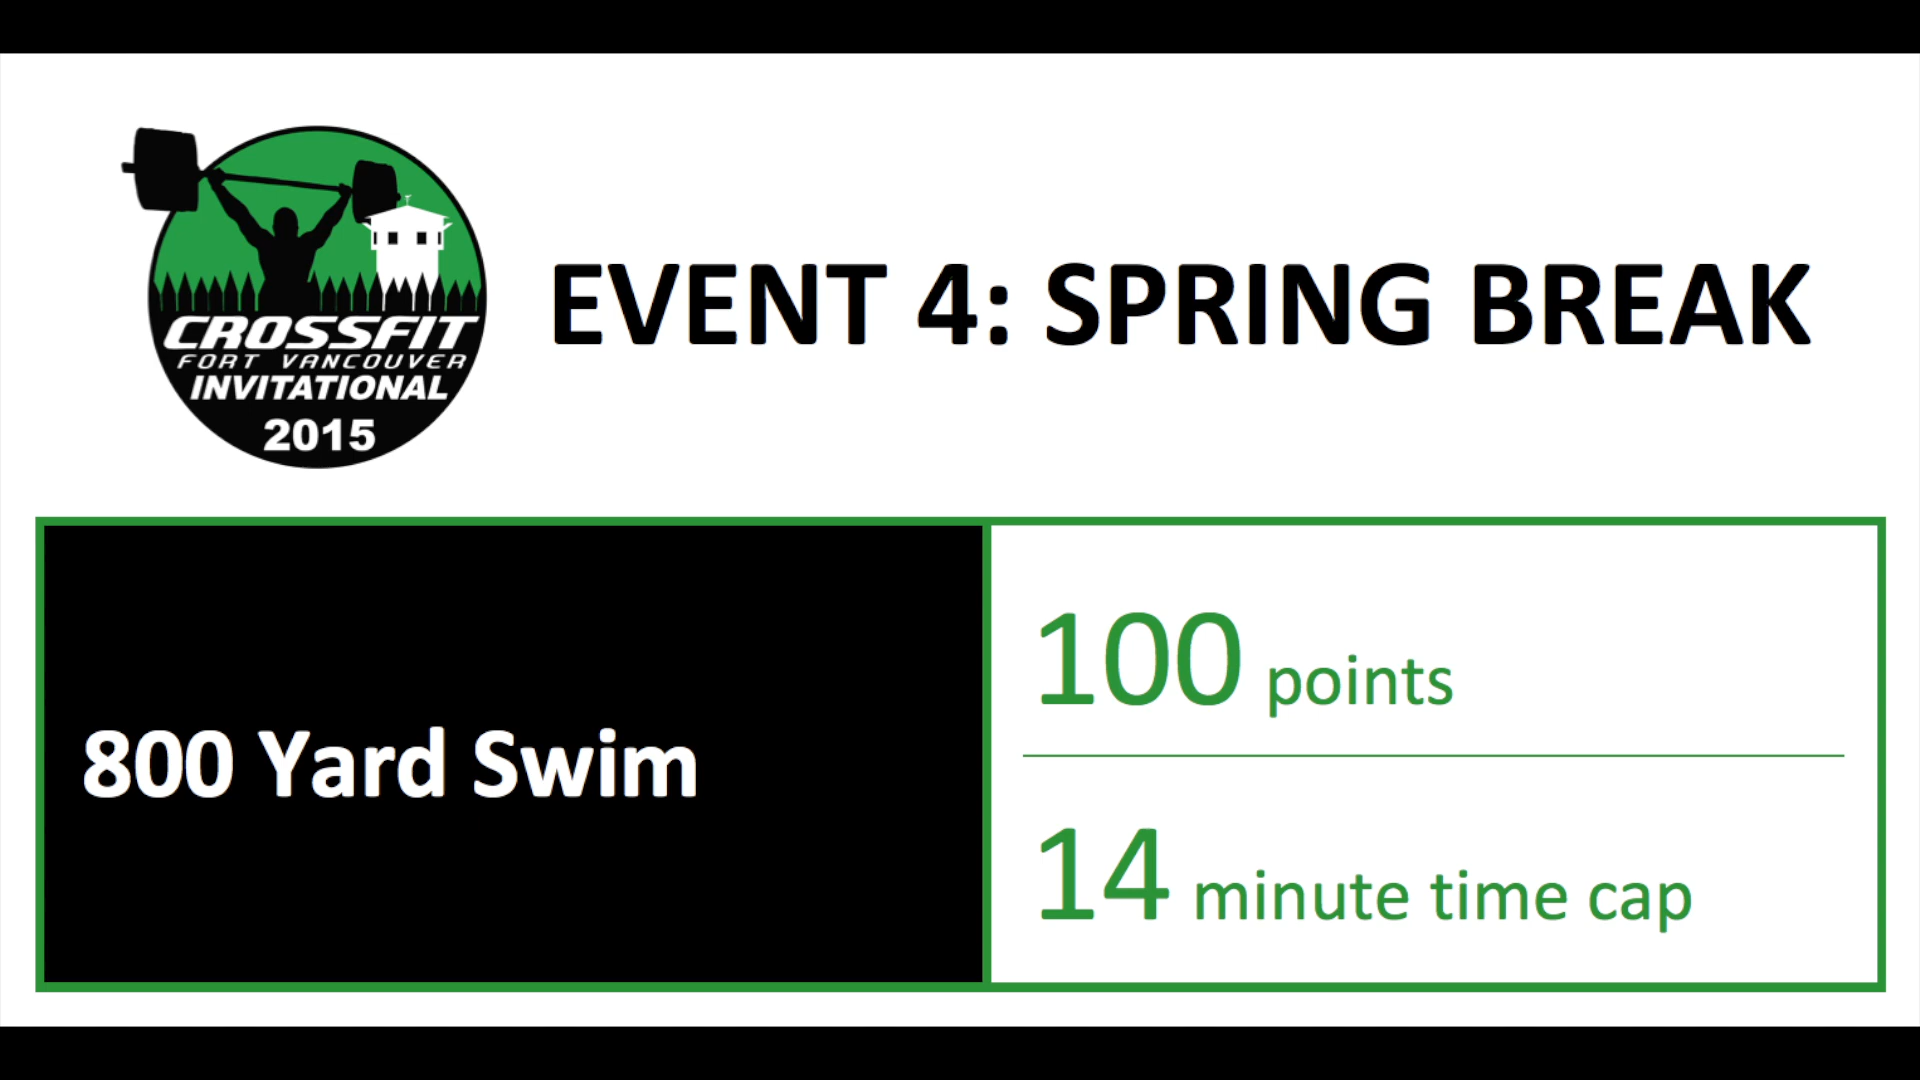 CROSSFIT
FORT VANCOUVER
INVITATIONAL
2015
EVENT 4: SPRING BREAK
800 Yard Swim
100 points
14 minute time cap